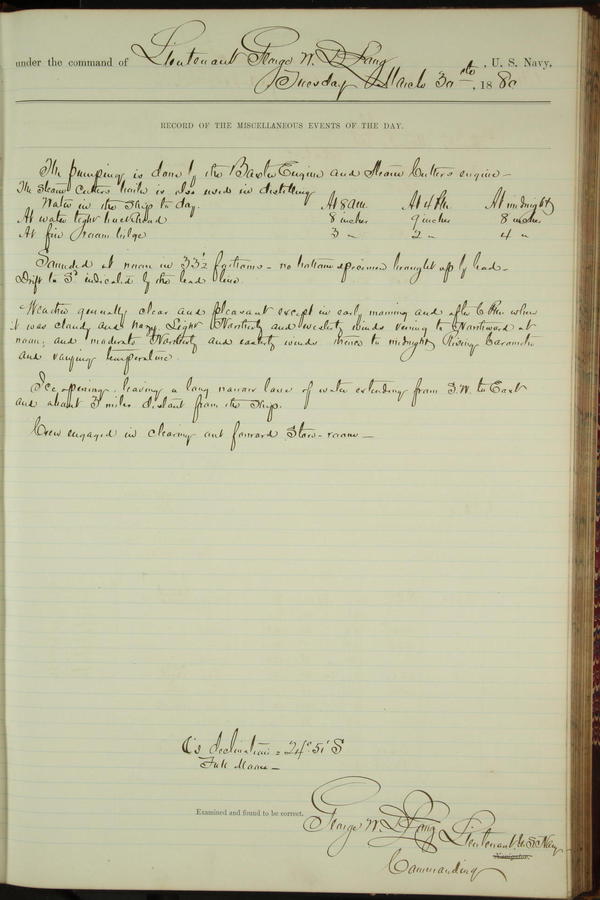 under the command of Lieutenant George W. De Long, U. S. Navy,
Tuesday March 30th, 1880
RECORD OF THE MISCELLANEOUS EVENTS OF THE DAY.
The pumping is done by the Baxter Engine and Steam Cutters engine -
The Steam Cutters boiler is also used in distilling
Water in the Ship to day. At 8 am. At 4 Pm. At midnight
At water tight bulkhead 8 inches 9 inches 8 inches
At fire room bilge 3 " 2 " 4 "
Sounded at noon in 33½ fathoms - no bottom specimen brought up by lead -
Drift to Sd indicated by the lead line.
Weather generally clear and pleasant except in early morning and after 6 Pm. when
it was cloudy and hazy. Light Northerly and westerly winds veering to Northward at
noon; and moderate Northerly and easterly winds thence to midnight. Rising barometer
and varying temperature.
Ice opening, leaving a long narrow lane of water extending from S.W. to East
and about 3 miles distant from the Ship.
Crew engaged in clearing out forward Store-room -
☾'s declination = 24° 51' S
Full Moon -
Examined and found to be correct.
George W. De Long Lieutenant U.S. Navy
Navigator.
Commanding